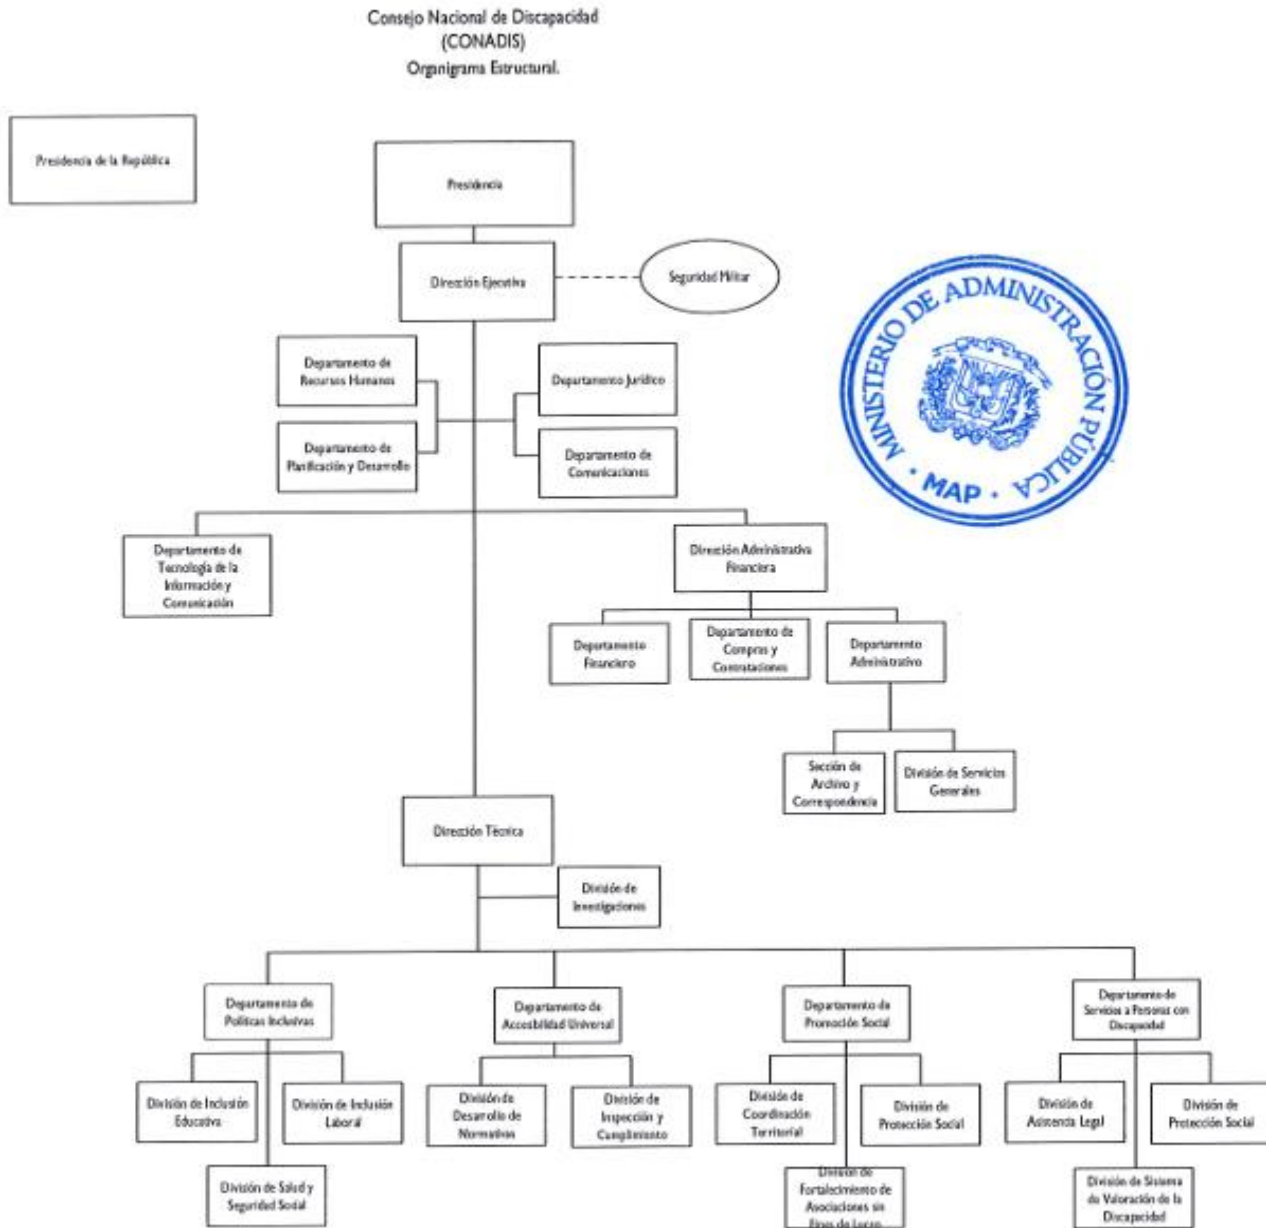 Consejo Nacional de Discapacidad
(CONADIS)
Organigrama Estructural.
Presidencia de la República
Presidencia
Dirección Ejecutiva
Seguridad Militar
MINISTERIO DE ADMINISTRACIÓN PÚBLICA
· MAP ·
Departamento de
Recursos Humanos
Departamento Jurídico
Departamento de
Planificación y Desarrollo
Departamento de
Comunicaciones
Departamento de
Tecnología de la
Información y
Comunicación
Dirección Administrativa
Financiera
Departamento
Financiero
Departamento de
Compras y
Contrataciones
Departamento
Administrativo
Sección de
Archivo y
Correspondencia
División de Servicios
Generales
Dirección Técnica
División de
Investigaciones
Departamento de
Políticas Inclusivas
Departamento de
Accesibilidad Universal
Departamento de
Promoción Social
Departamento de
Servicios a Personas con
Discapacidad
División de Inclusión
Educativa
División de Inclusión
Laboral
División de
Desarrollo de
Normativas
División de
Inspección y
Cumplimiento
División de
Coordinación
Territorial
División de
Protección Social
División de
Asistencia Legal
División de
Protección Social
División de Salud y
Seguridad Social
División de
Fortalecimiento de
Asociaciones sin
Fines de Lucro
División de Sistema
de Valoración de la
Discapacidad